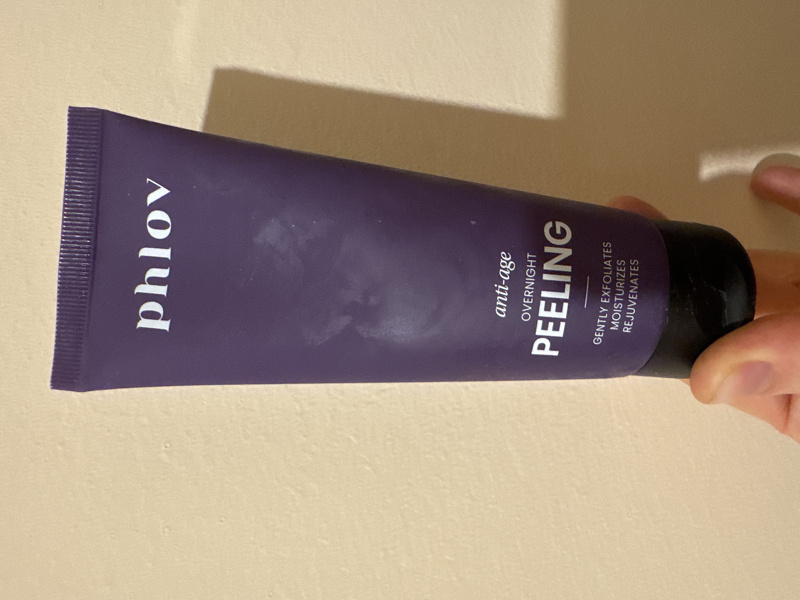 phlov
anti-age
OVERNIGHT
PEELING
GENTLY EXFOLIATES
MOISTURIZES
REJUVENATES